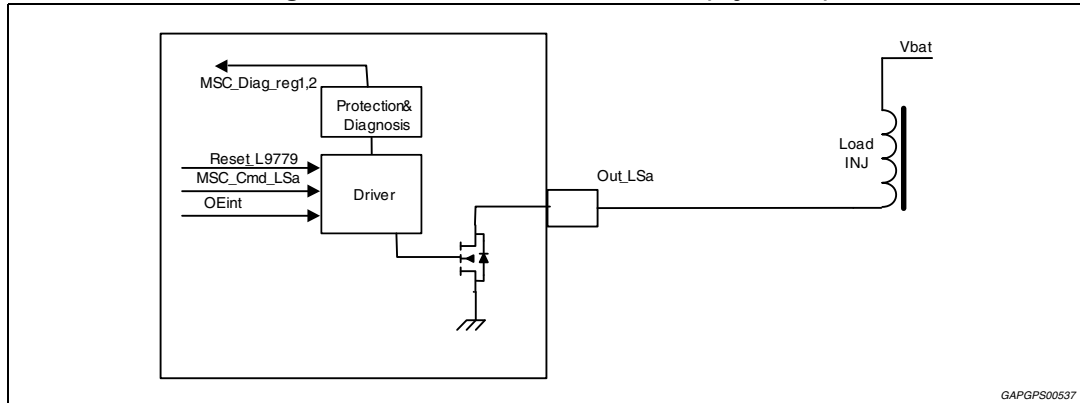 Vbat
MSC_Diag_reg1,2
Protection&
Diagnosis
Load
INJ
Reset_L9779
MSC_Cmd_LSa
OEint
Driver
Out_LSa
GAPGPS00537